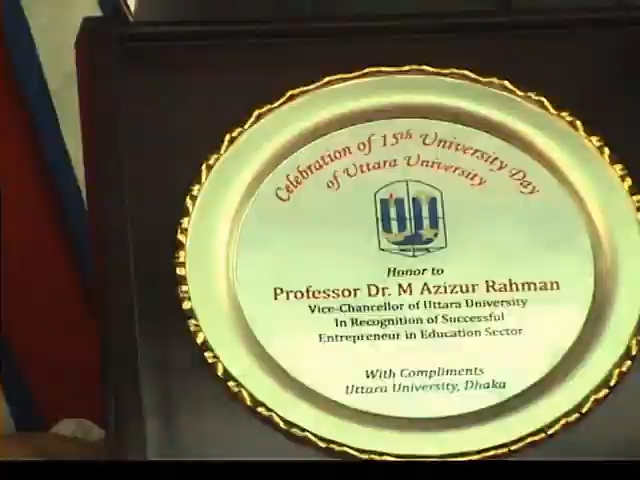 Celebration of 15th University Day
of Uttara University
UU
Honor to
Professor Dr. M Azizur Rahman
Vice-Chancellor of Uttara University
In Recognition of Successful
Entrepreneur in Education Sector
With Compliments
Uttara University, Dhaka